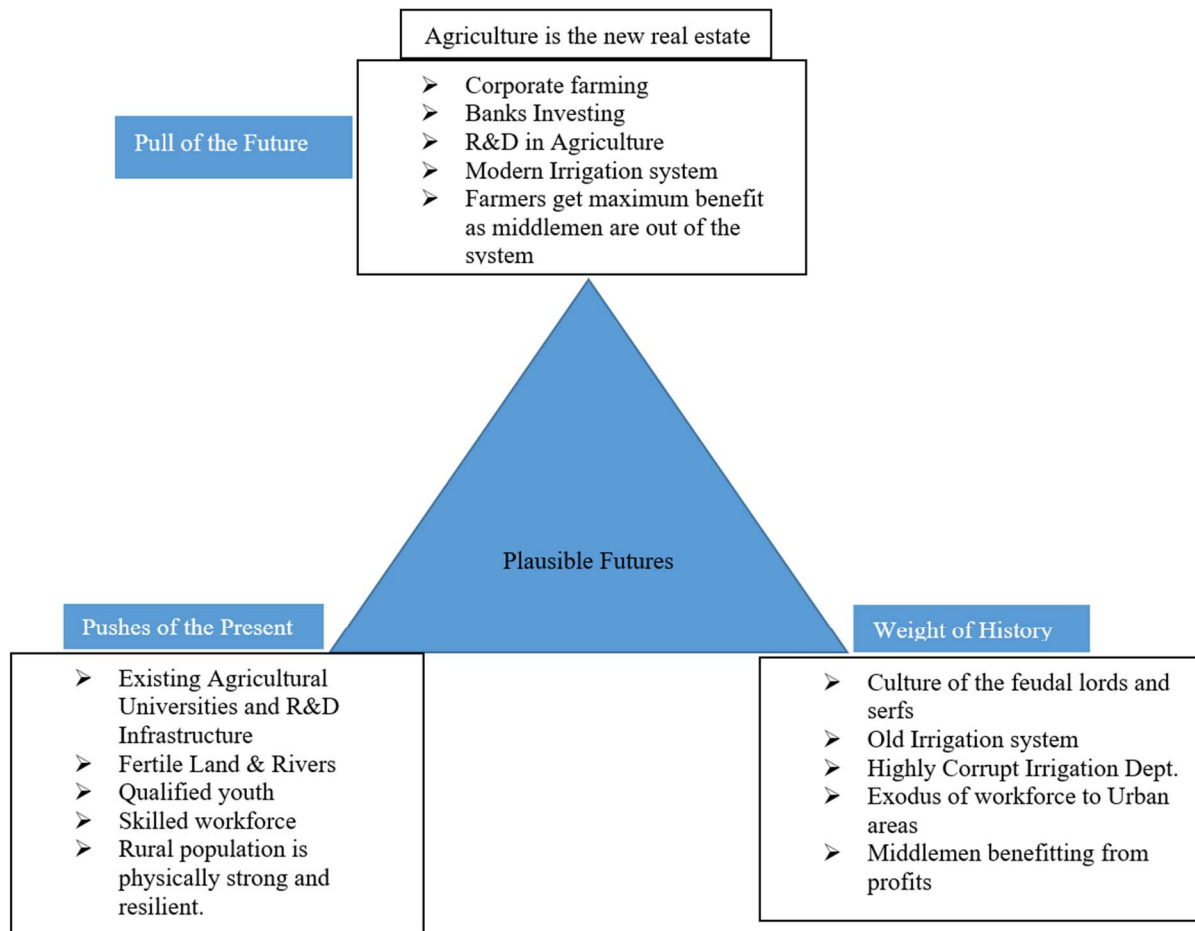 Agriculture is the new real estate
Pull of the Future
➢ Corporate farming
➢ Banks Investing
➢ R&D in Agriculture
➢ Modern Irrigation system
➢ Farmers get maximum benefit
as middlemen are out of the
system
Plausible Futures
Pushes of the Present
➢ Existing Agricultural
Universities and R&D
Infrastructure
➢ Fertile Land & Rivers
➢ Qualified youth
➢ Skilled workforce
➢ Rural population is
physically strong and
resilient.
Weight of History
➢ Culture of the feudal lords and
serfs
➢ Old Irrigation system
➢ Highly Corrupt Irrigation Dept.
➢ Exodus of workforce to Urban
areas
➢ Middlemen benefitting from
profits